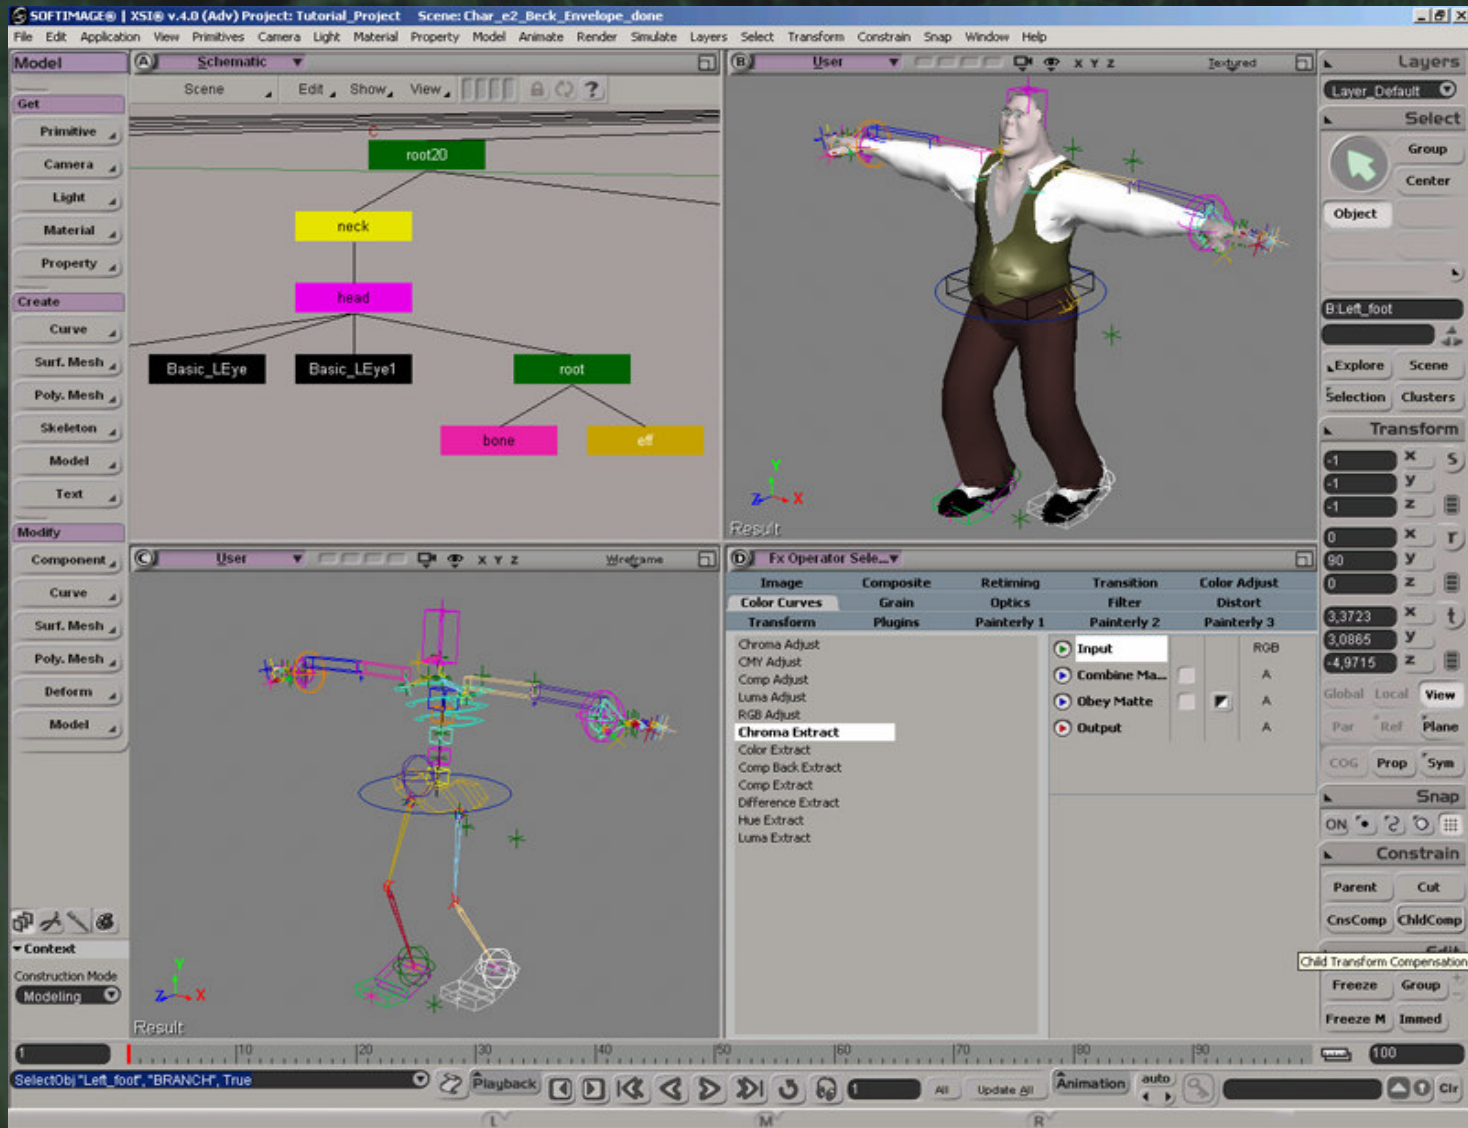 SOFTIMAGE® | XSI® v.4.0 (Adv) Project: Tutorial_Project Scene: Char_e2_Beck_Envelope_done
File Edit Application View Primitives Camera Light Material Property Model Animate Render Simulate Layers Select Transform Constrain Snap Window Help
Model
Get
Primitive
Camera
Light
Material
Property
Create
Curve
Surf. Mesh
Poly. Mesh
Skeleton
Model
Text
Modify
Component
Curve
Surf. Mesh
Poly. Mesh
Deform
Model
Context
Construction Mode
Modeling
A Schematic
Scene Edit Show View ?
C
root20
neck
head
Basic_LEye Basic_LEye1 root
bone eff
B User X Y Z Textured
Y
Z X
Result
C User X Y Z Wireframe
Y
Z X
Result
D Fx Operator Sele...
Image Composite Retiming Transition Color Adjust
Color Curves Grain Optics Filter Distort
Transform Plugins Painterly 1 Painterly 2 Painterly 3
Chroma Adjust
CMY Adjust
Comp Adjust
Luma Adjust
RGB Adjust
Chroma Extract
Color Extract
Comp Back Extract
Comp Extract
Difference Extract
Hue Extract
Luma Extract
Input RGB
Combine Ma... A
Obey Matte A
Output A
Layers
Layer_Default
Select
Group
Center
Object
B:Left_foot
Explore Scene
Selection Clusters
Transform
-1 x s
-1 y
-1 z
0 x r
90 y
0 z
3,3723 x t
3,0865 y
-4,9715 z
Global Local View
Par Ref Plane
COG Prop Sym
Snap
ON
Constrain
Parent Cut
CnsComp ChldComp
Edit
Child Transform Compensation
Freeze Group
Freeze M Immed
1 10 20 30 40 50 60 70 80 90 100
SelectObj "Left_foot", "BRANCH", True Playback 1 All Update All Animation auto Clr
L M R